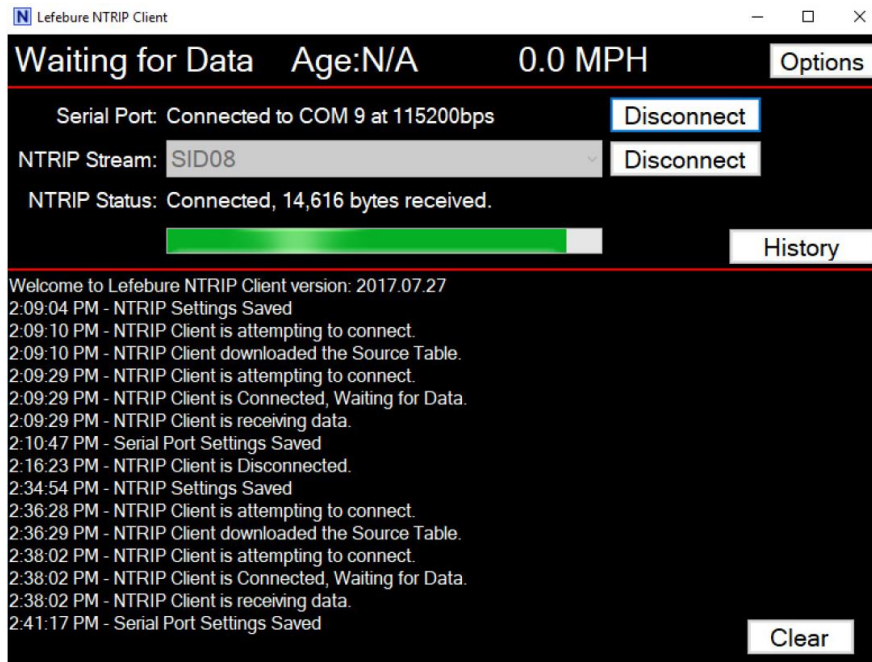 N Lefebure NTRIP Client
Waiting for Data Age:N/A 0.0 MPH Options
Serial Port: Connected to COM 9 at 115200bps Disconnect
NTRIP Stream: SID08 Disconnect
NTRIP Status: Connected, 14,616 bytes received.
History
Welcome to Lefebure NTRIP Client version: 2017.07.27
2:09:04 PM - NTRIP Settings Saved
2:09:10 PM - NTRIP Client is attempting to connect.
2:09:10 PM - NTRIP Client downloaded the Source Table.
2:09:29 PM - NTRIP Client is attempting to connect.
2:09:29 PM - NTRIP Client is Connected, Waiting for Data.
2:09:29 PM - NTRIP Client is receiving data.
2:10:47 PM - Serial Port Settings Saved
2:16:23 PM - NTRIP Client is Disconnected.
2:34:54 PM - NTRIP Settings Saved
2:36:28 PM - NTRIP Client is attempting to connect.
2:36:29 PM - NTRIP Client downloaded the Source Table.
2:38:02 PM - NTRIP Client is attempting to connect.
2:38:02 PM - NTRIP Client is Connected, Waiting for Data.
2:38:02 PM - NTRIP Client is receiving data.
2:41:17 PM - Serial Port Settings Saved
Clear